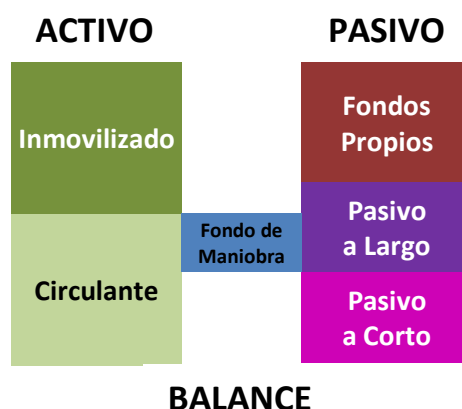 ACTIVO
PASIVO
Inmovilizado
Fondos
Propios
Fondo de
Maniobra
Pasivo
a Largo
Circulante
Pasivo
a Corto
BALANCE